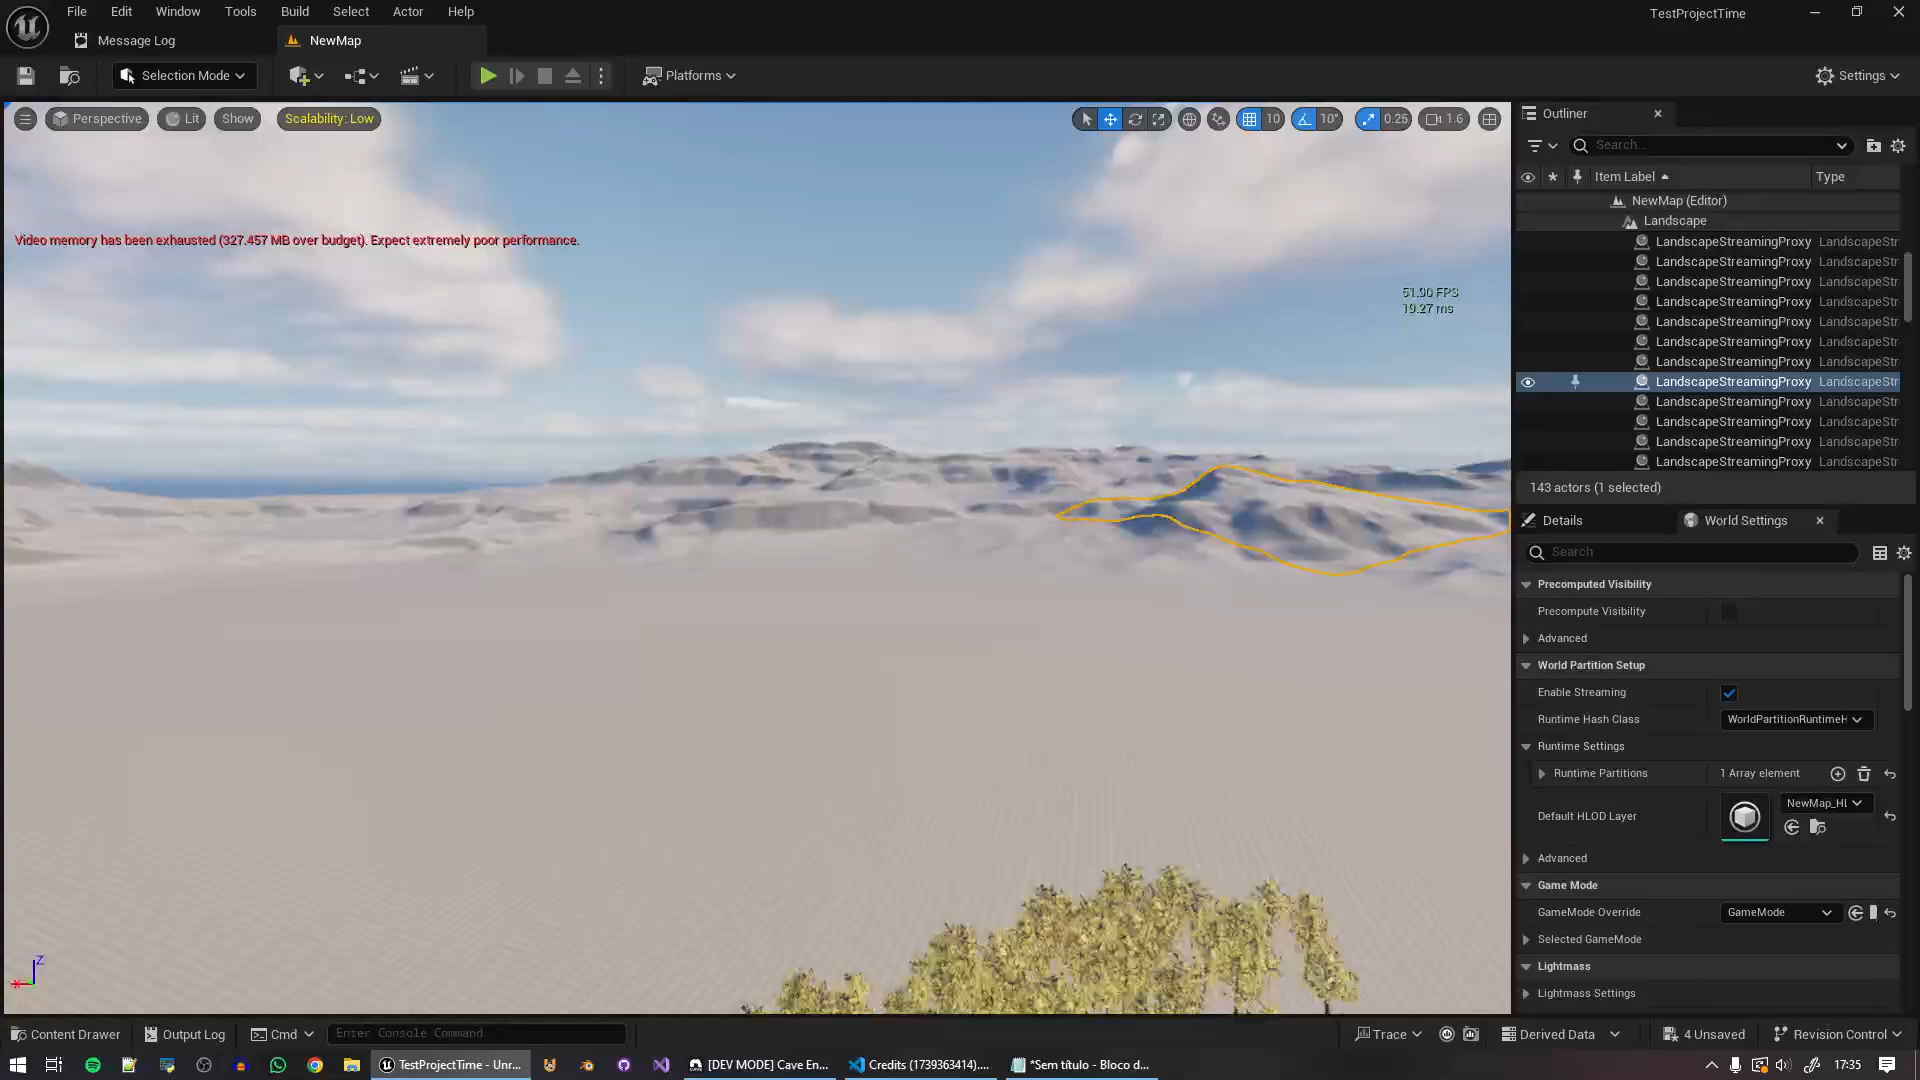 File Edit Window Tools Build Select Actor Help
TestProjectTime
Message Log
NewMap
Selection Mode
Platforms
Settings
Perspective
Lit
Show
Scalability: Low
10
10°
0.25
1.6
Video memory has been exhausted (327.457 MB over budget). Expect extremely poor performance.
51.90 FPS
19.27 ms
Outliner
Search...
Item Label
Type
NewMap (Editor)
Landscape
LandscapeStreamingProxy LandscapeStr
LandscapeStreamingProxy LandscapeStr
LandscapeStreamingProxy LandscapeStr
LandscapeStreamingProxy LandscapeStr
LandscapeStreamingProxy LandscapeStr
LandscapeStreamingProxy LandscapeStr
LandscapeStreamingProxy LandscapeStr
LandscapeStreamingProxy LandscapeStr
LandscapeStreamingProxy LandscapeStr
LandscapeStreamingProxy LandscapeStr
LandscapeStreamingProxy LandscapeStr
LandscapeStreamingProxy LandscapeStr
143 actors (1 selected)
Details
World Settings
Search
Precomputed Visibility
Precompute Visibility
Advanced
World Partition Setup
Enable Streaming
Runtime Hash Class
WorldPartitionRuntimeH
Runtime Settings
Runtime Partitions
1 Array element
Default HLOD Layer
NewMap_HL
Advanced
Game Mode
GameMode Override
GameMode
Selected GameMode
Lightmass
Lightmass Settings
Z
X
Content Drawer
Output Log
Cmd
Enter Console Command
Trace
Derived Data
4 Unsaved
Revision Control
TestProjectTime - Unr...
[DEV MODE] Cave En...
Credits (1739363414)....
*Sem título - Bloco d...
17:35